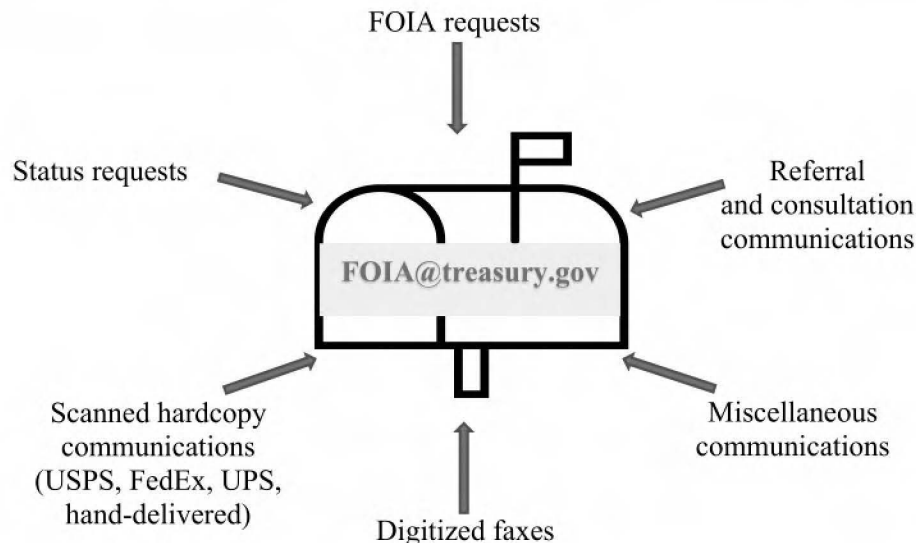 FOIA requests
Status requests
Referral
and consultation
communications
FOIA@treasury.gov
Scanned hardcopy
communications
(USPS, FedEx, UPS,
hand-delivered)
Miscellaneous
communications
Digitized faxes